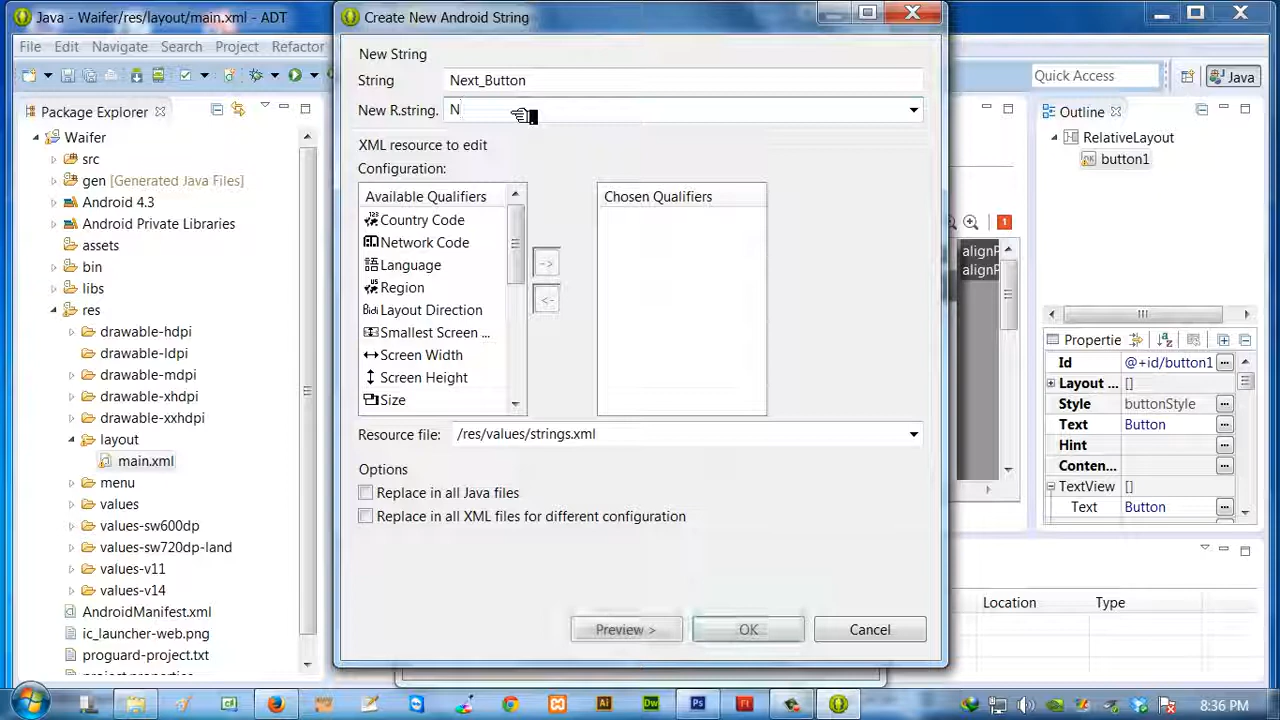 Java - Waifer/res/layout/main.xml - ADT
File Edit Navigate Search Project Refactor
Quick Access
Java
Package Explorer
Waifer
src
gen [Generated Java Files]
Android 4.3
Android Private Libraries
assets
bin
libs
res
drawable-hdpi
drawable-ldpi
drawable-mdpi
drawable-xhdpi
drawable-xxhdpi
layout
main.xml
menu
values
values-sw600dp
values-sw720dp-land
values-v11
values-v14
AndroidManifest.xml
ic_launcher-web.png
proguard-project.txt
Create New Android String
New String
String Next_Button
New R.string. N
XML resource to edit
Configuration:
Available Qualifiers
Country Code
Network Code
Language
Region
Layout Direction
Smallest Screen ...
Screen Width
Screen Height
Size
->
<-
Chosen Qualifiers
Resource file: /res/values/strings.xml
Options
Replace in all Java files
Replace in all XML files for different configuration
Preview >
OK
Cancel
1
alignP
alignP
Outline
RelativeLayout
button1
Propertie
Id @+id/button1
Layout ... []
Style buttonStyle
Text Button
Hint
Conten...
TextView []
Text Button
Location Type
8:36 PM